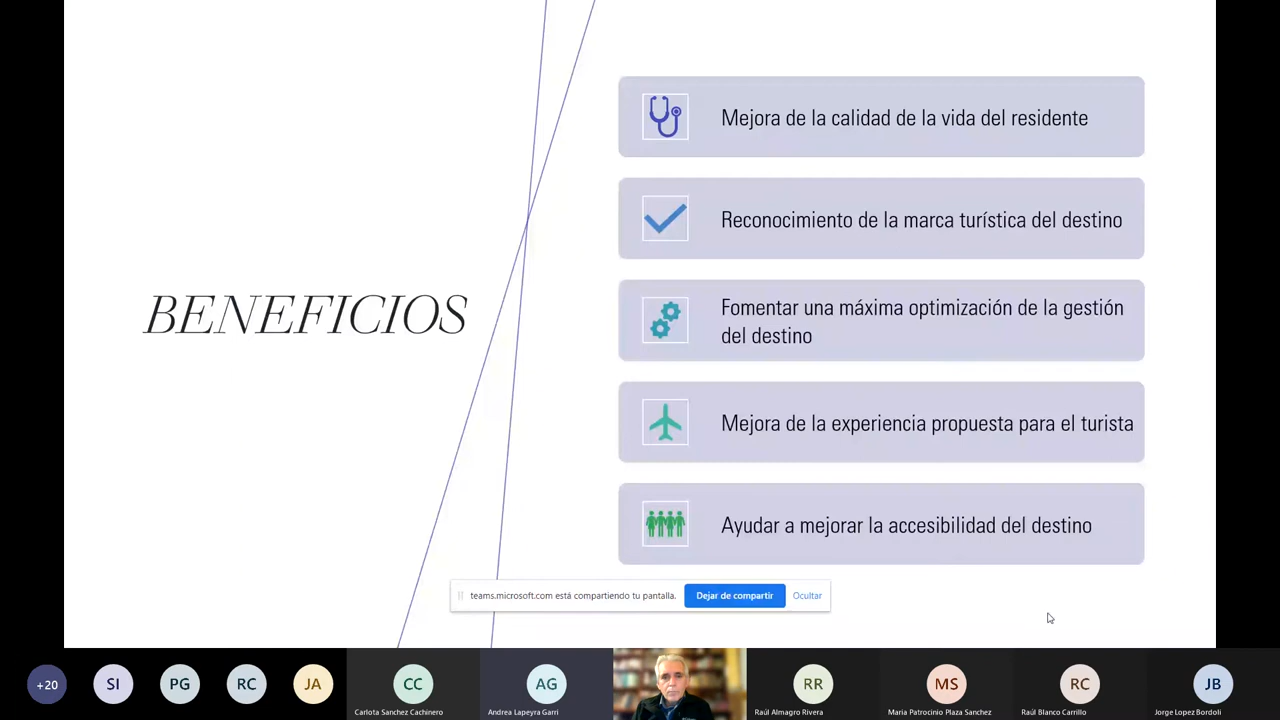 Mejora de la calidad de la vida del residente
Reconocimiento de la marca turística del destino
BENEFICIOS
Fomentar una máxima optimización de la gestión
del destino
Mejora de la experiencia propuesta para el turista
Ayudar a mejorar la accesibilidad del destino
teams.microsoft.com está compartiendo tu pantalla.
Dejar de compartir
Ocultar
+20
SI
PG
RC
JA
CC
Carlota Sanchez Cachinero
AG
Andrea Lapeyra Garri
RR
Raúl Almagro Rivera
MS
Maria Patrocinio Plaza Sanchez
RC
Raúl Blanco Carrillo
JB
Jorge Lopez Bordoli